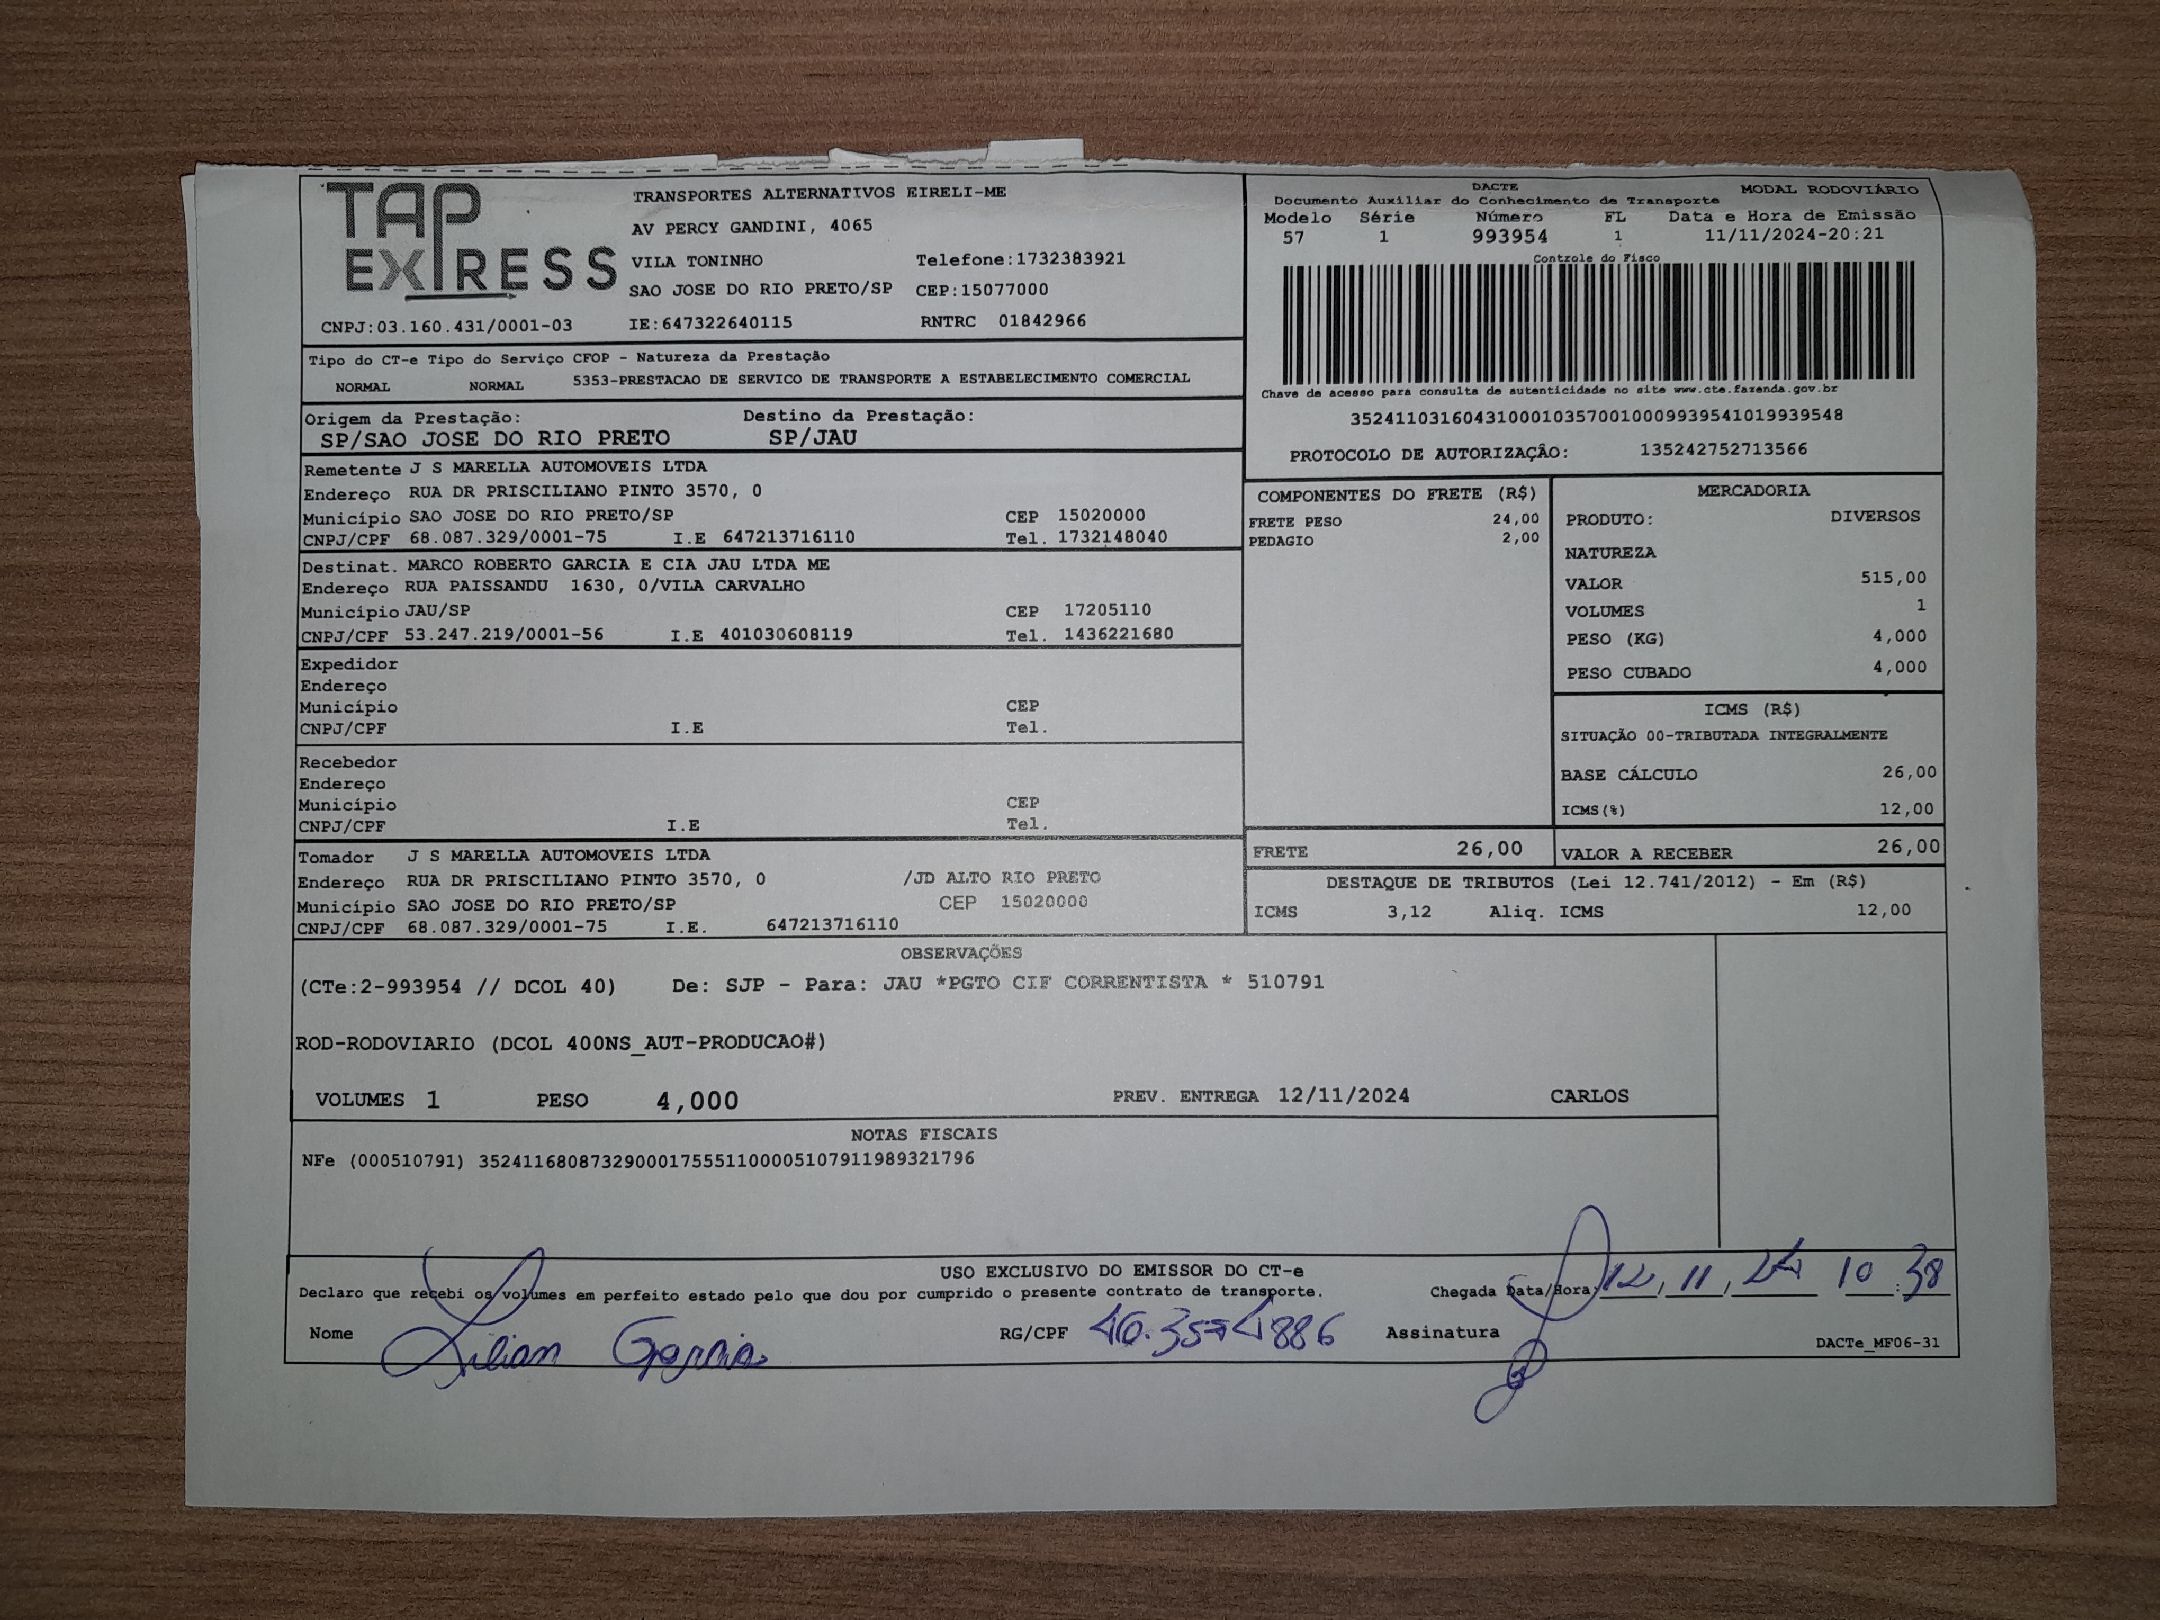 TAP EXPRESS
TRANSPORTES ALTERNATIVOS EIRELI-ME
AV PERCY GANDINI, 4065
VILA TONINHO Telefone:1732383921
SAO JOSE DO RIO PRETO/SP CEP:15077000
CNPJ:03.160.431/0001-03 IE:647322640115 RNTRC 01842966
DACTE MODAL RODOVIÁRIO
Documento Auxiliar do Conhecimento de Transporte
Modelo Série Número FL Data e Hora de Emissão
57 1 993954 1 11/11/2024-20:21
Controle do Fisco
Chave de acesso para consulta de autenticidade no site www.cte.fazenda.gov.br
35241103160431000103570010009939541019939548
PROTOCOLO DE AUTORIZAÇÂO: 135242752713566
Tipo do CT-e Tipo do Serviço CFOP - Natureza da Prestação
NORMAL NORMAL 5353-PRESTACAO DE SERVICO DE TRANSPORTE A ESTABELECIMENTO COMERCIAL
Origem da Prestação: Destino da Prestação:
SP/SAO JOSE DO RIO PRETO SP/JAU
Remetente J S MARELLA AUTOMOVEIS LTDA
Endereço RUA DR PRISCILIANO PINTO 3570, 0
Município SAO JOSE DO RIO PRETO/SP CEP 15020000
CNPJ/CPF 68.087.329/0001-75 I.E 647213716110 Tel. 1732148040
Destinat. MARCO ROBERTO GARCIA E CIA JAU LTDA ME
Endereço RUA PAISSANDU 1630, 0/VILA CARVALHO
Município JAU/SP CEP 17205110
CNPJ/CPF 53.247.219/0001-56 I.E 401030608119 Tel. 1436221680
Expedidor
Endereço
Município CEP
CNPJ/CPF I.E Tel.
Recebedor
Endereço
Município CEP
CNPJ/CPF I.E Tel.
Tomador J S MARELLA AUTOMOVEIS LTDA
Endereço RUA DR PRISCILIANO PINTO 3570, 0 /JD ALTO RIO PRETO
Município SAO JOSE DO RIO PRETO/SP CEP 15020000
CNPJ/CPF 68.087.329/0001-75 I.E. 647213716110
COMPONENTES DO FRETE (R$)
FRETE PESO 24,00
PEDAGIO 2,00
MERCADORIA
PRODUTO: DIVERSOS
NATUREZA
VALOR 515,00
VOLUMES 1
PESO (KG) 4,000
PESO CUBADO 4,000
ICMS (R$)
SITUAÇÃO 00-TRIBUTADA INTEGRALMENTE
BASE CÁLCULO 26,00
ICMS(%) 12,00
FRETE 26,00 VALOR A RECEBER 26,00
DESTAQUE DE TRIBUTOS (Lei 12.741/2012) - Em (R$)
ICMS 3,12 Aliq. ICMS 12,00
OBSERVAÇÕES
(CTe:2-993954 // DCOL 40) De: SJP - Para: JAU *PGTO CIF CORRENTISTA * 510791
ROD-RODOVIARIO (DCOL 400NS_AUT-PRODUCAO#)
VOLUMES 1 PESO 4,000 PREV. ENTREGA 12/11/2024 CARLOS
NOTAS FISCAIS
NFe (000510791) 35241168087329000175551100005107911989321796
USO EXCLUSIVO DO EMISSOR DO CT-e
Declaro que recebi os volumes em perfeito estado pelo que dou por cumprido o presente contrato de transporte. Chegada Data/Hora: 12, 11, 24 10:38
Nome Lilian Garcia RG/CPF Assinatura
DACTe_MF06-31